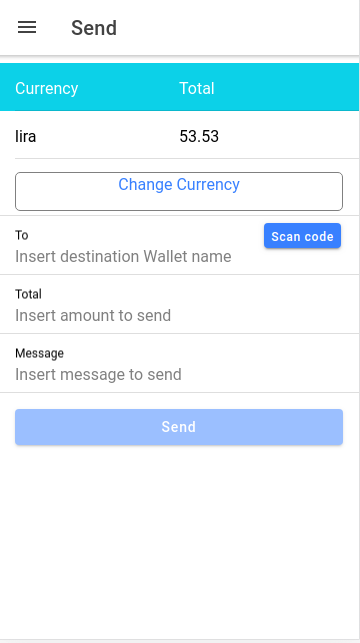 Send
Currency Total
lira 53.53
Change Currency
To
Scan code
Insert destination Wallet name
Total
Insert amount to send
Message
Insert message to send
Send